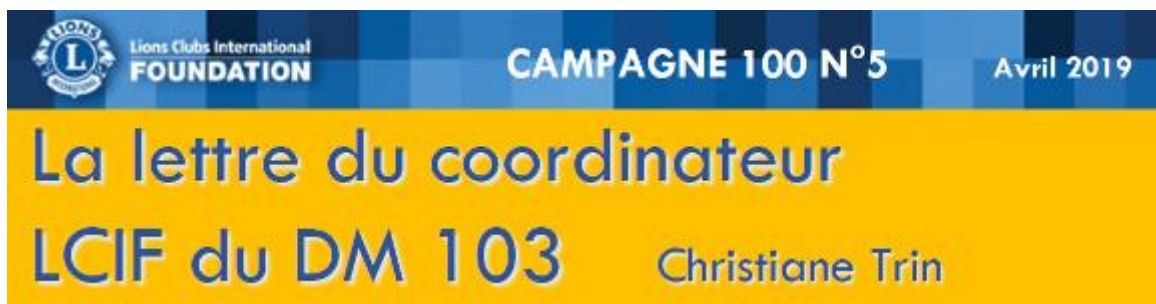 LIONS
L
INTERNATIONAL
Lions Clubs International
FOUNDATION
CAMPAGNE 100 N°5
Avril 2019
La lettre du coordinateur
LCIF du DM 103
Christiane Trin